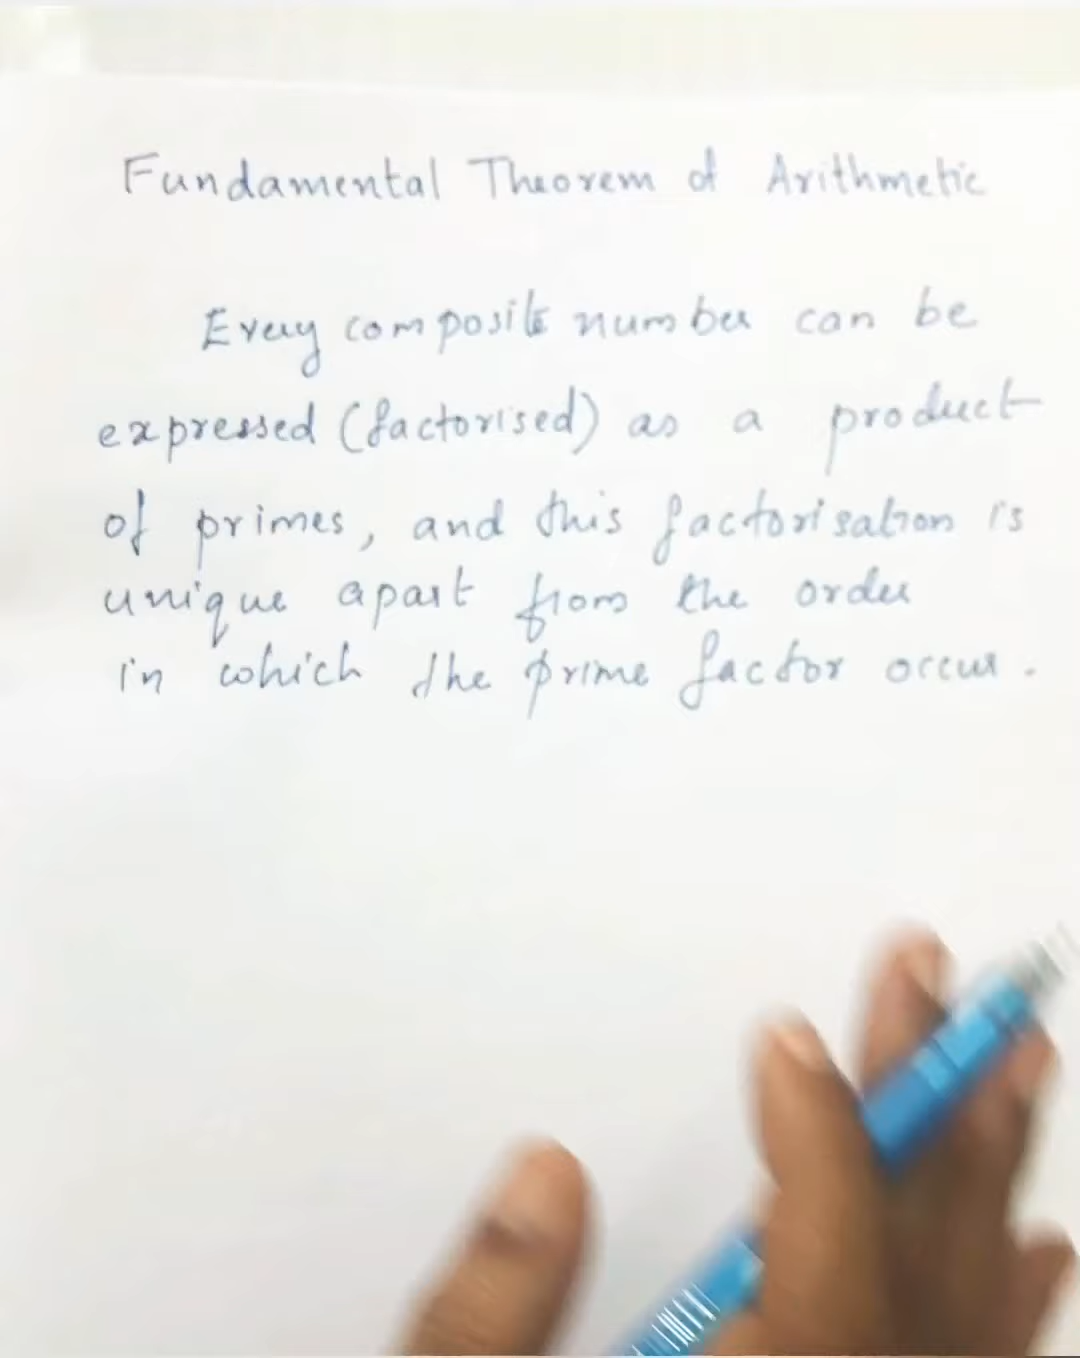 Fundamental Theorem of Arithmetic
Every composite number can be
expressed (factorised) as a product
of primes, and this factorisation is
unique apart from the order
in which the prime factor occur.